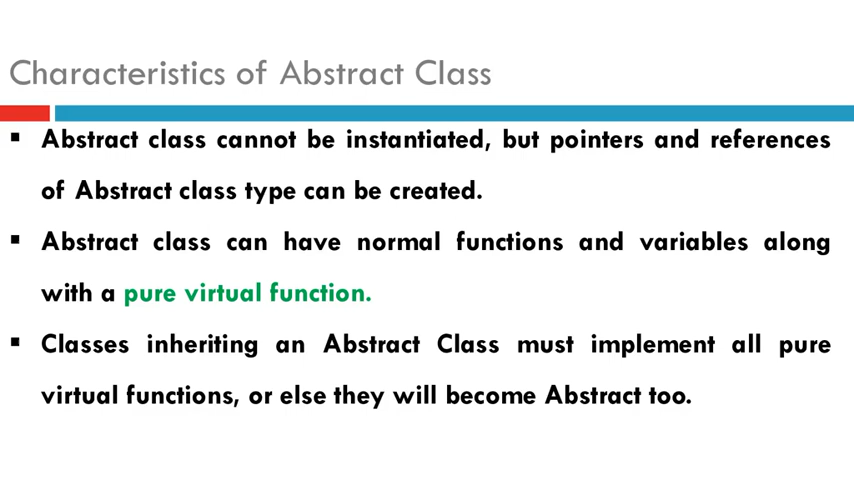 Characteristics of Abstract Class
▪ Abstract class cannot be instantiated, but pointers and references
of Abstract class type can be created.
▪ Abstract class can have normal functions and variables along
with a pure virtual function.
▪ Classes inheriting an Abstract Class must implement all pure
virtual functions, or else they will become Abstract too.